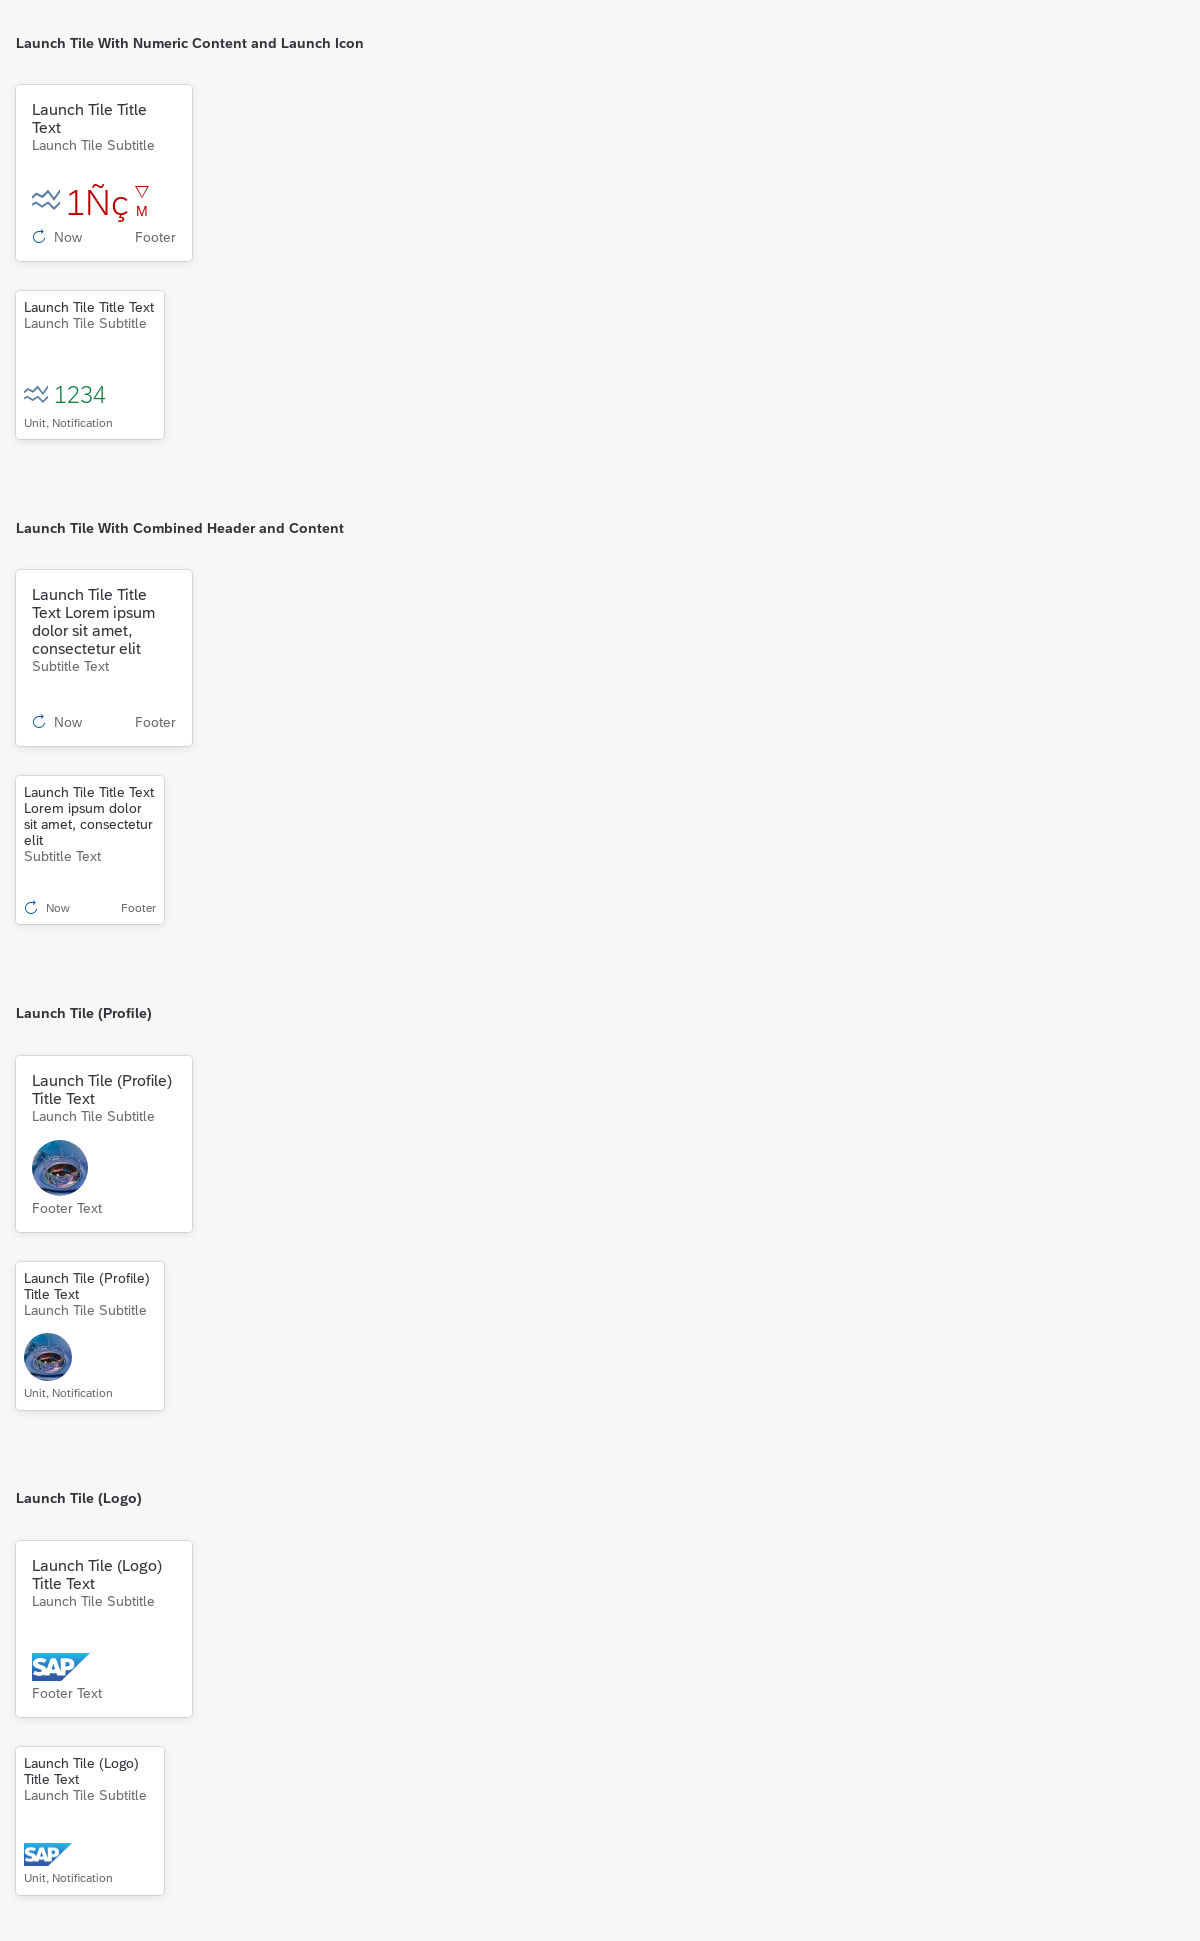 Launch Tile With Numeric Content and Launch Icon
Launch Tile Title
Text
Launch Tile Subtitle
1Ñç
M
Now Footer
Launch Tile Title Text
Launch Tile Subtitle
1234
Unit, Notification
Launch Tile With Combined Header and Content
Launch Tile Title
Text Lorem ipsum
dolor sit amet,
consectetur elit
Subtitle Text
Now Footer
Launch Tile Title Text
Lorem ipsum dolor
sit amet, consectetur
elit
Subtitle Text
Now Footer
Launch Tile (Profile)
Launch Tile (Profile)
Title Text
Launch Tile Subtitle
Footer Text
Launch Tile (Profile)
Title Text
Launch Tile Subtitle
Unit, Notification
Launch Tile (Logo)
Launch Tile (Logo)
Title Text
Launch Tile Subtitle
SAP
Footer Text
Launch Tile (Logo)
Title Text
Launch Tile Subtitle
SAP
Unit, Notification